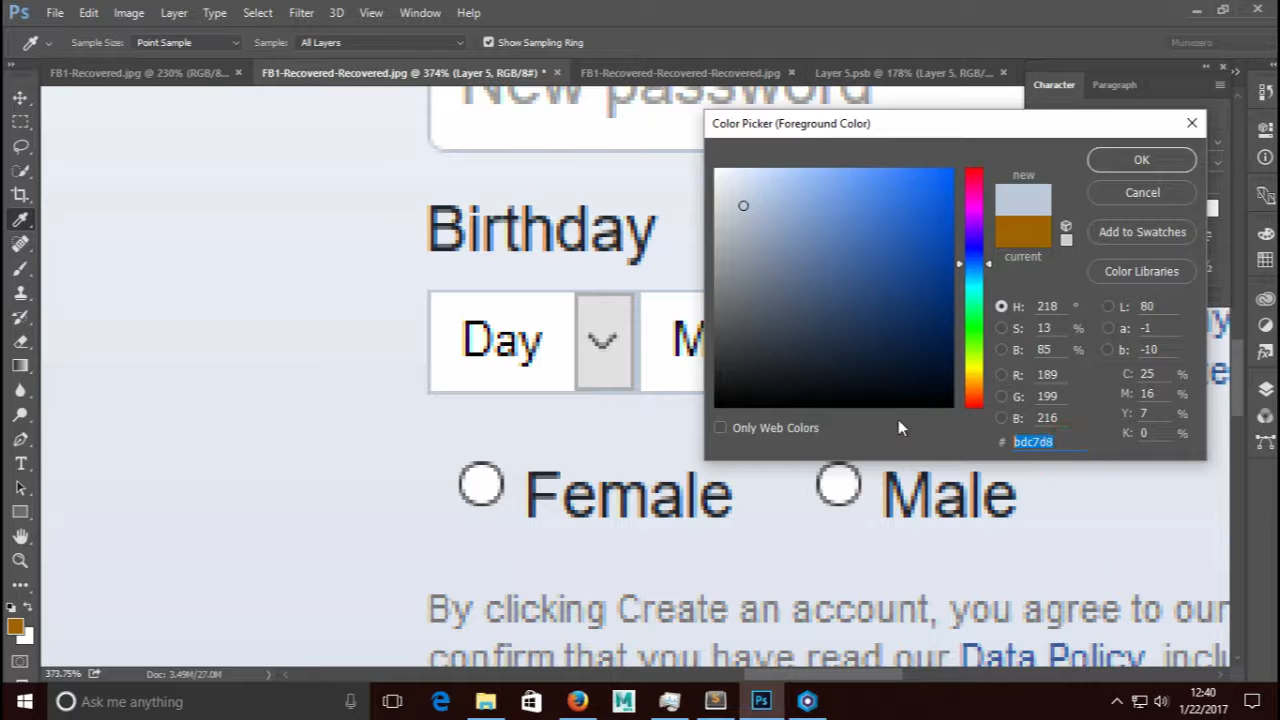 Ps File Edit Image Layer Type Select Filter 3D View Window Help
Sample Size: Point Sample Sample: All Layers Show Sampling Ring
FB1-Recovered.jpg @ 230% (RGB/8... × FB1-Recovered-Recovered.jpg @ 374% (Layer 5, RGB/8#) * × FB1-Recovered-Recovered-Recovered.jpg × Layer 5.psb @ 178% (Layer 5, RGB/... ×
Character Paragraph
New password
Birthday
Day
M
Female Male
By clicking Create an account, you agree to our
confirm that you have read our Data Policy, inclu
Color Picker (Foreground Color)
new
current
OK
Cancel
Add to Swatches
Color Libraries
H: 218 ° L: 80
S: 13 % a: -1
B: 85 % b: -10
R: 189 C: 25 %
G: 199 M: 16 %
B: 216 Y: 7 %
K: 0 %
# bdc7d8
Only Web Colors
373.75% Doc: 3.49M/27.0M
Ask me anything
12:40
1/22/2017